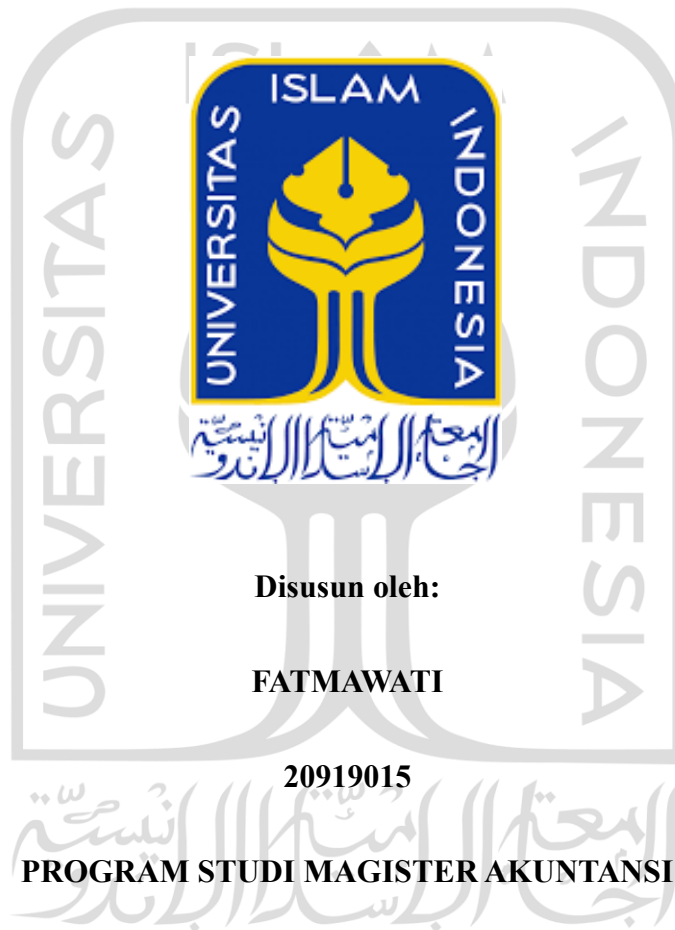 ISLAM
UNIVERSITAS
INDONESIA
الجامعة الإسلامية الإندونيسية
Disusun oleh:
FATMAWATI
20919015
PROGRAM STUDI MAGISTER AKUNTANSI